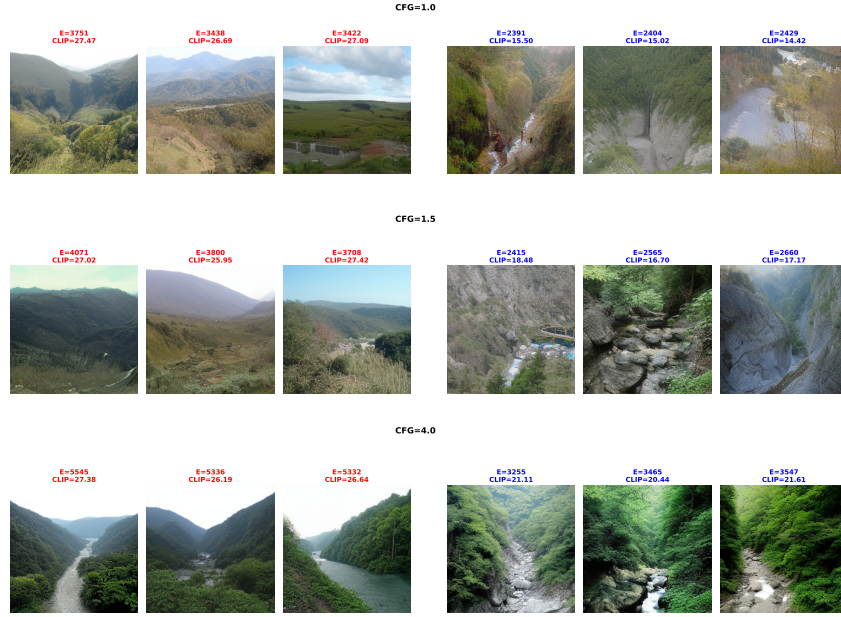 CFG=1.0
E=3751
CLIP=27.47
E=3438
CLIP=26.69
E=3422
CLIP=27.09
E=2391
CLIP=15.50
E=2404
CLIP=15.02
E=2429
CLIP=14.42
CFG=1.5
E=4071
CLIP=27.02
E=3800
CLIP=25.95
E=3708
CLIP=27.42
E=2415
CLIP=18.48
E=2565
CLIP=16.70
E=2660
CLIP=17.17
CFG=4.0
E=5545
CLIP=27.38
E=5336
CLIP=26.19
E=5332
CLIP=26.64
E=3255
CLIP=21.11
E=3465
CLIP=20.44
E=3547
CLIP=21.61